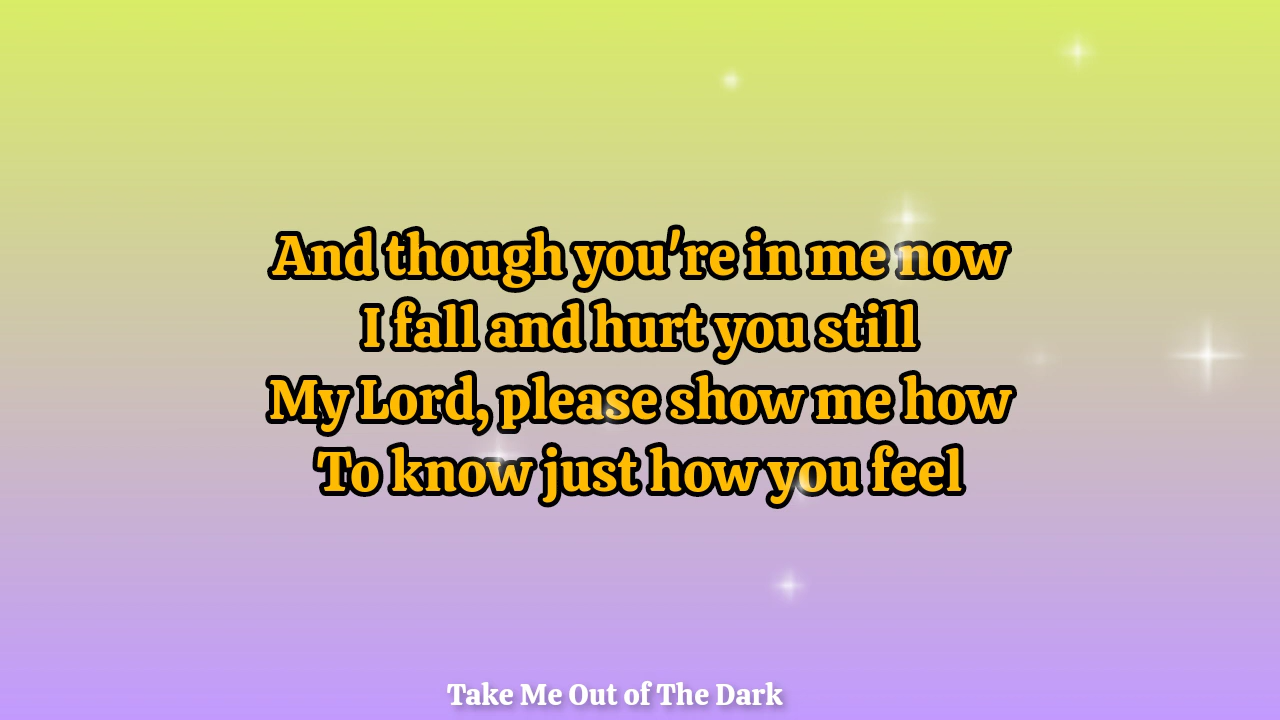 And though you're in me now
I fall and hurt you still
My Lord, please show me how
To know just how you feel
Take Me Out of The Dark